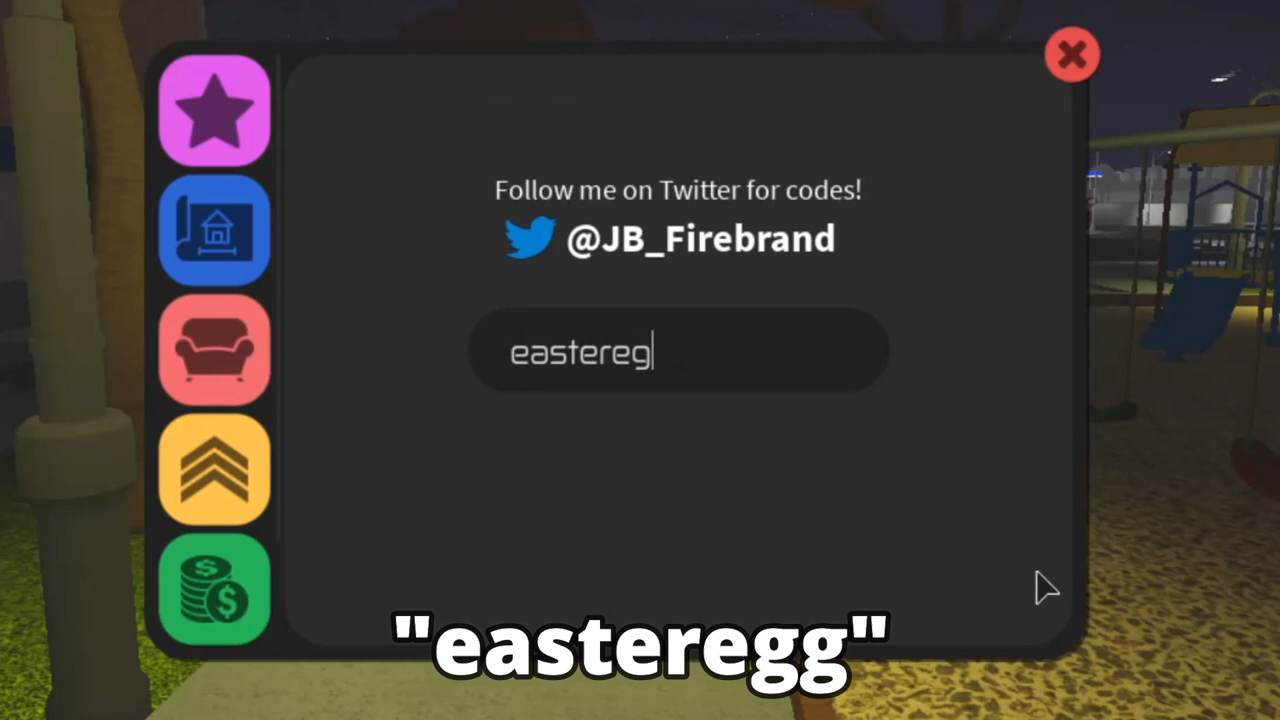 Follow me on Twitter for codes!
@JB_Firebrand
eastereg
"easteregg"